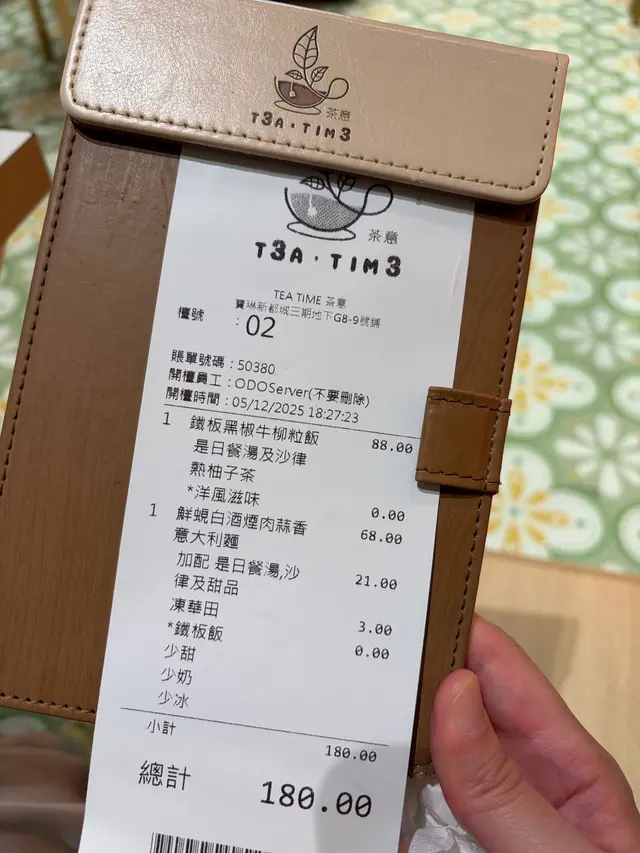 茶意
T3A·TIM3
茶意
T3A·TIM3
TEA TIME 茶意
寶琳新都城三期地下G8-9號舖
檯號 : 02
賬單號碼：50380
開檯員工：ODOServer(不要刪除)
開檯時間：05/12/2025 18:27:23
1 鐵板黑椒牛柳粒飯 88.00
是日餐湯及沙律
熱柚子茶
*洋風滋味 0.00
1 鮮蜆白酒煙肉蒜香 68.00
意大利麵
加配 是日餐湯,沙 21.00
律及甜品
凍華田 3.00
*鐵板飯 0.00
少甜
少奶
少冰
小計 180.00
總計 180.00